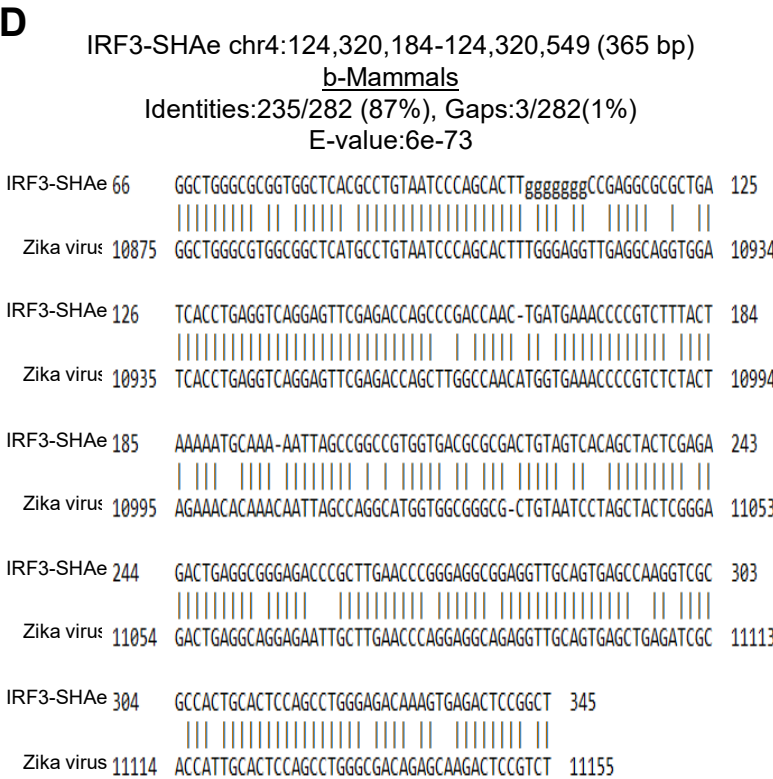 D
IRF3-SHAe chr4:124,320,184-124,320,549 (365 bp)
b-Mammals
Identities:235/282 (87%), Gaps:3/282(1%)
E-value:6e-73
IRF3-SHAe 66 GGCTGGGCGCGGTGGCTCACGCCTGTAATCCCAGCACTTgggggggCCGAGGCGCGCTGA 125
Zika virus 10875 GGCTGGGCGTGGCGGCTCATGCCTGTAATCCCAGCACTTTGGGAGGTTGAGGCAGGTGGA 10934
IRF3-SHAe 126 TCACCTGAGGTCAGGAGTTCGAGACCAGCCCGACCAAC-TGATGAAACCCCGTCTTTACT 184
Zika virus 10935 TCACCTGAGGTCAGGAGTTCGAGACCAGCTTGGCCAACATGGTGAAACCCCGTCTCTACT 10994
IRF3-SHAe 185 AAAAATGCAAA-AATTAGCCGGCCGTGGTGACGCGCGACTGTAGTCACAGCTACTCGAGA 243
Zika virus 10995 AGAAACACAAACAATTAGCCAGGCATGGTGGCGGGCG-CTGTAATCCTAGCTACTCGGGA 11053
IRF3-SHAe 244 GACTGAGGCGGGAGACCCGCTTGAACCCGGGAGGCGGAGGTTGCAGTGAGCCAAGGTCGC 303
Zika virus 11054 GACTGAGGCAGGAGAATTGCTTGAACCCAGGAGGCAGAGGTTGCAGTGAGCTGAGATCGC 11113
IRF3-SHAe 304 GCCACTGCACTCCAGCCTGGGAGACAAAGTGAGACTCCGGCT 345
Zika virus 11114 ACCATTGCACTCCAGCCTGGGCGACAGAGCAAGACTCCGTCT 11155